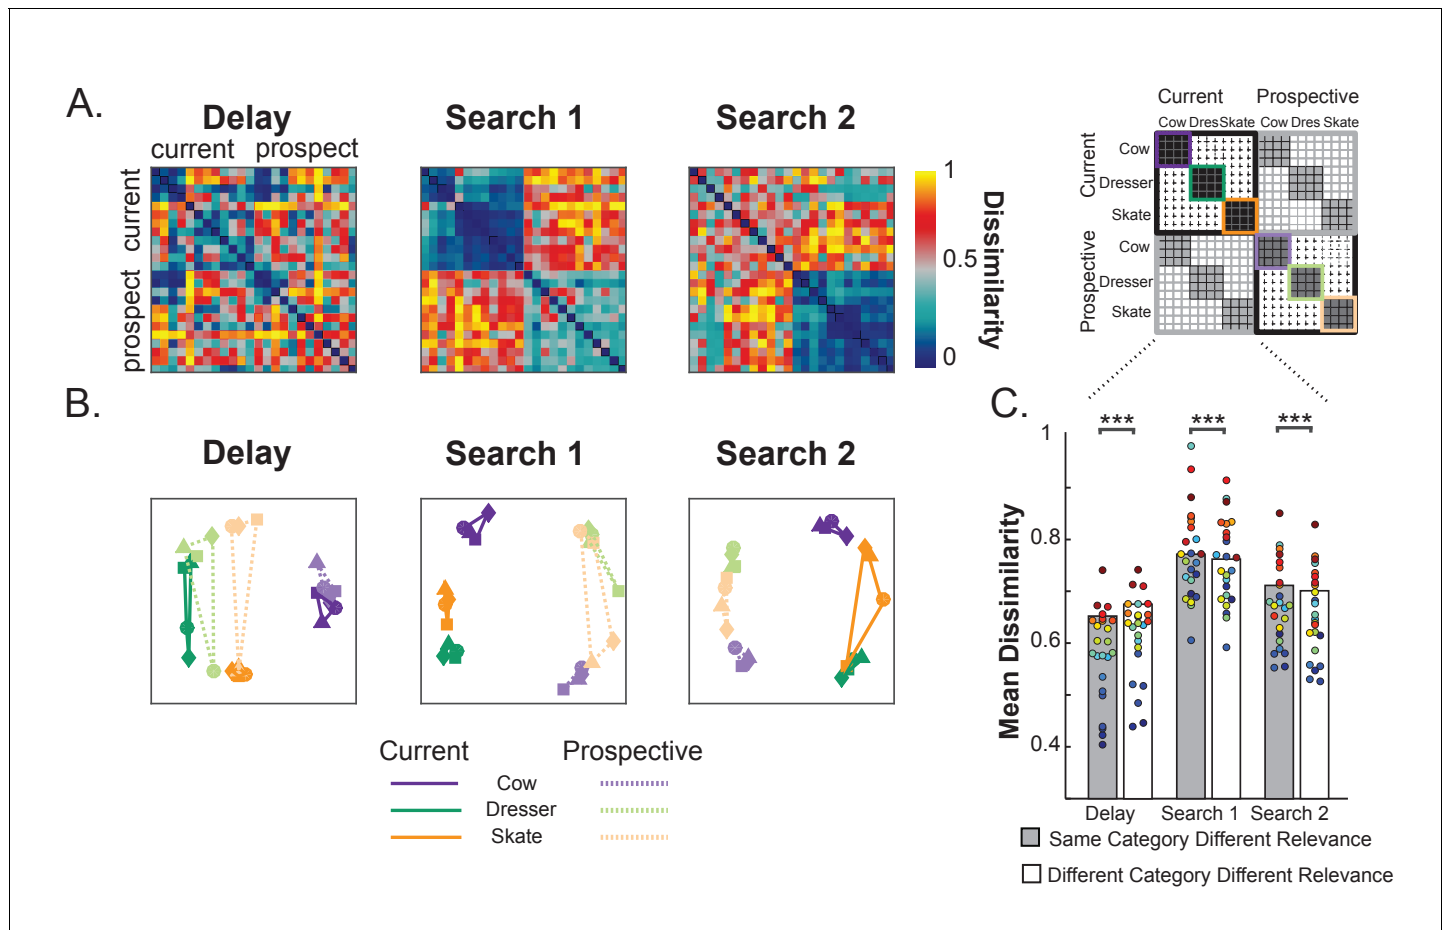 A.
Delay
Search 1
Search 2
current prospect
current
prospect
1
0.5
0
Dissimilarity
Current Prospective
Cow Dres Skate Cow Dres Skate
Current
Cow
Dresser
Skate
Prospective
Cow
Dresser
Skate
B.
Delay
Search 1
Search 2
Current Prospective
Cow
Dresser
Skate
C.
*** *** ***
1
0.8
0.6
0.4
Mean Dissimilarity
Delay Search 1 Search 2
Same Category Different Relevance
Different Category Different Relevance